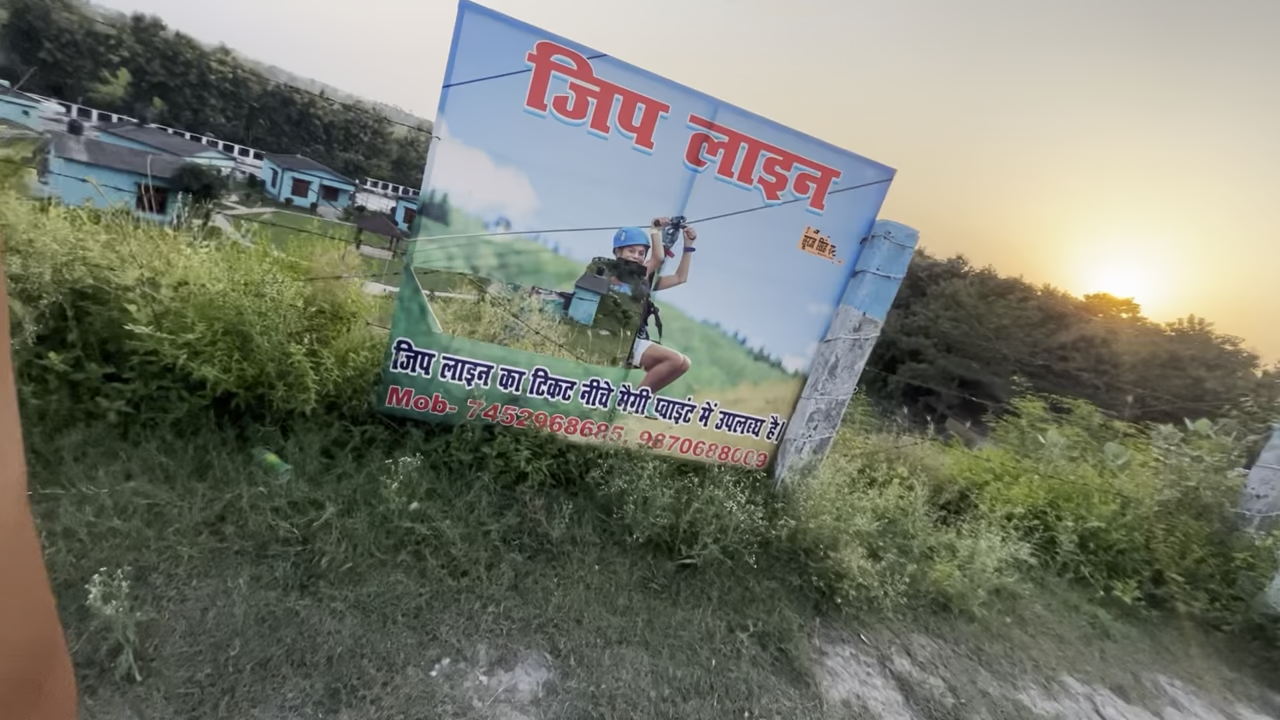 जिप लाइन
जिप लाइन का टिकट नीचे मैगी प्वाइंट में उपलब्ध है।
Mob- 7452968685, 9870688009